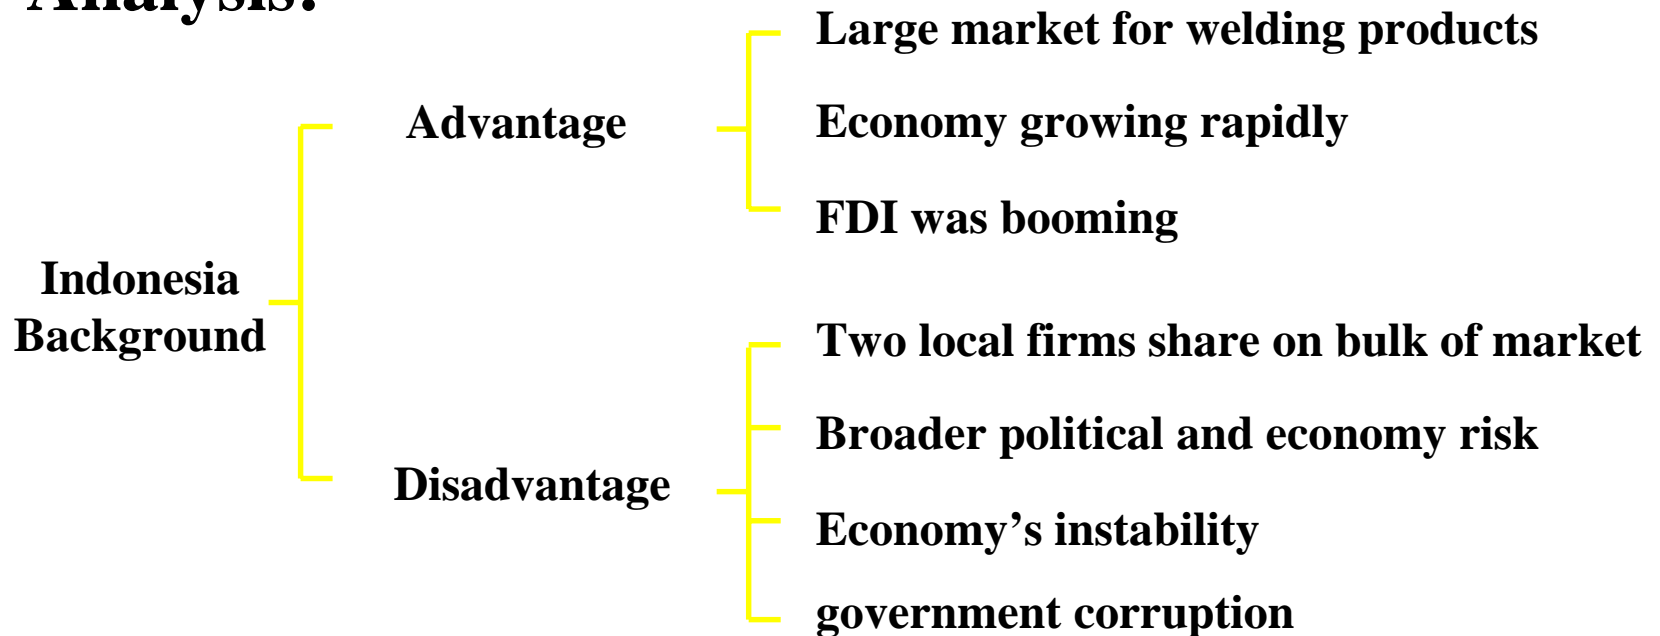 Analysis:
Large market for welding products
Advantage
Economy growing rapidly
FDI was booming
Indonesia
Background
Two local firms share on bulk of market
Broader political and economy risk
Disadvantage
Economy’s instability
government corruption